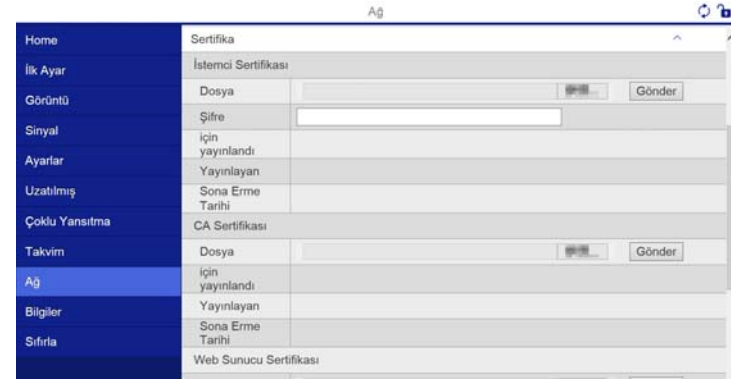 Ağ
Home
İlk Ayar
Görüntü
Sinyal
Ayarlar
Uzatılmış
Çoklu Yansıtma
Takvim
Ağ
Bilgiler
Sıfırla
Sertifika
İstemci Sertifikası
Dosya
Gönder
Şifre
için
yayınlandı
Yayınlayan
Sona Erme
Tarihi
CA Sertifikası
Dosya
Gönder
için
yayınlandı
Yayınlayan
Sona Erme
Tarihi
Web Sunucu Sertifikası